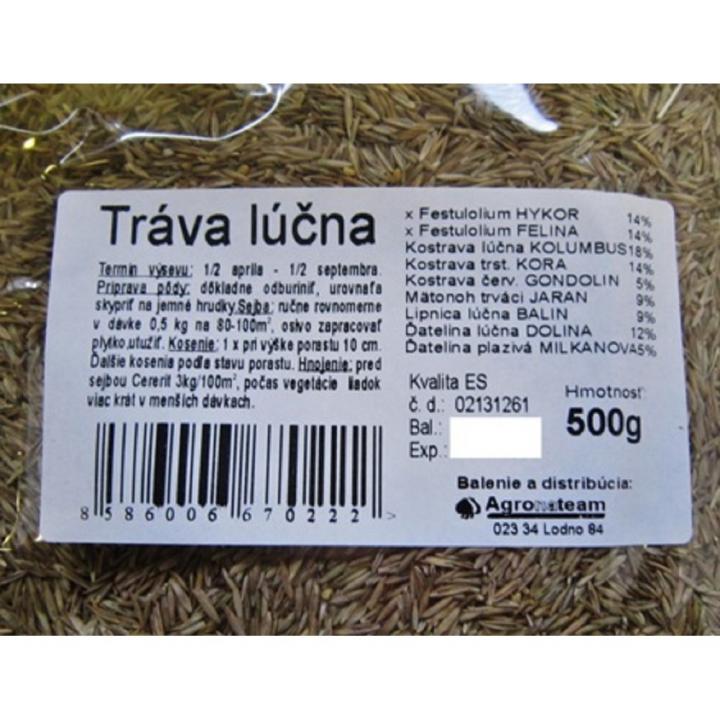 Tráva lúčna
Termín výsevu: 1/2 apríla - 1/2 septembra.
Príprava pôdy: dôkladne odburiniť, urovnať a
skypriť na jemné hrudky. Sejba: ručne rovnomerne
v dávke 0,5 kg na 80-100m², osivo zapracovať
plytko, utužiť. Kosenie: 1 x pri výške porastu 10 cm.
Ďalšie kosenia podľa stavu porastu. Hnojenie: pred
sejbou Cererit 3kg/100m², počas vegetácie liadok
viac krát v menších dávkach.
8 586006 670222 >
x Festulolium HYKOR 14%
x Festulolium FELINA 14%
Kostrava lúčna KOLUMBUS 18%
Kostrava trst. KORA 14%
Kostrava červ. GONDOLIN 5%
Mätonoh trváci JARAN 9%
Lipnica lúčna BALIN 9%
Ďatelina lúčna DOLINA 12%
Ďatelina plazivá MILKANOVA 5%
Kvalita ES
č. d.: 02131261
Bal.:
Exp.:
Hmotnosť
500g
Balenie a distribúcia:
Agronateam
023 34 Lodno 84